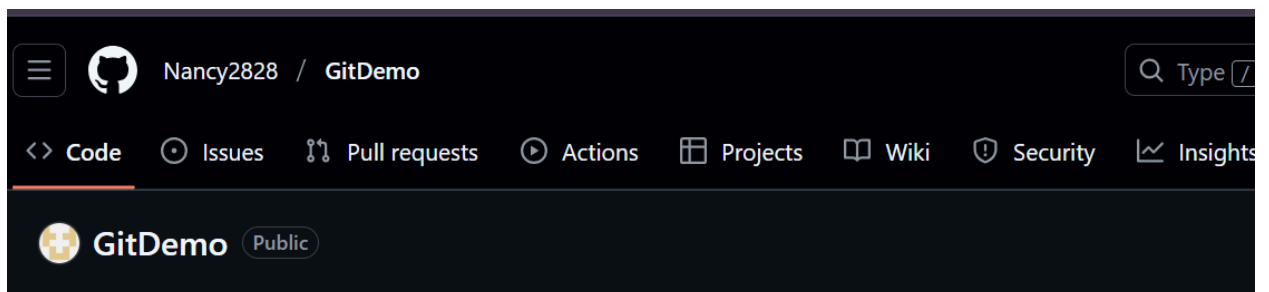 Nancy2828 / GitDemo Type /
Code Issues Pull requests Actions Projects Wiki Security Insights
GitDemo Public